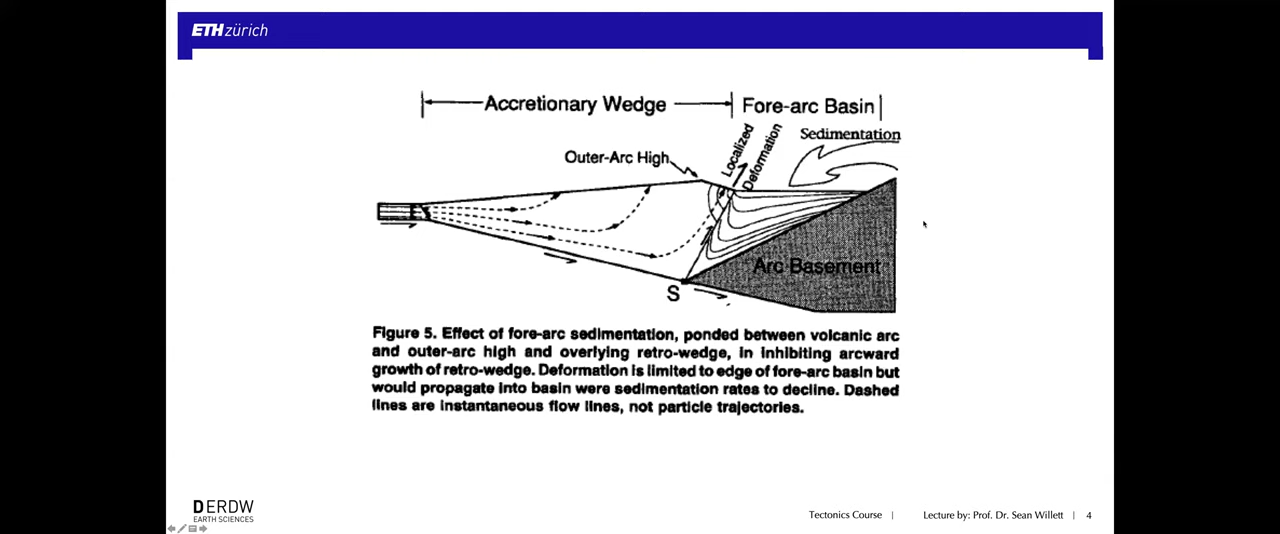 ETH zürich
Accretionary Wedge
Fore-arc Basin
Sedimentation
Localized
Deformation
Outer-Arc High
Arc Basement
S
Figure 5. Effect of fore-arc sedimentation, ponded between volcanic arc
and outer-arc high and overlying retro-wedge, in inhibiting arcward
growth of retro-wedge. Deformation is limited to edge of fore-arc basin but
would propagate into basin were sedimentation rates to decline. Dashed
lines are instantaneous flow lines, not particle trajectories.
DERDW
EARTH SCIENCES
Tectonics Course | Lecture by: Prof. Dr. Sean Willett | 4